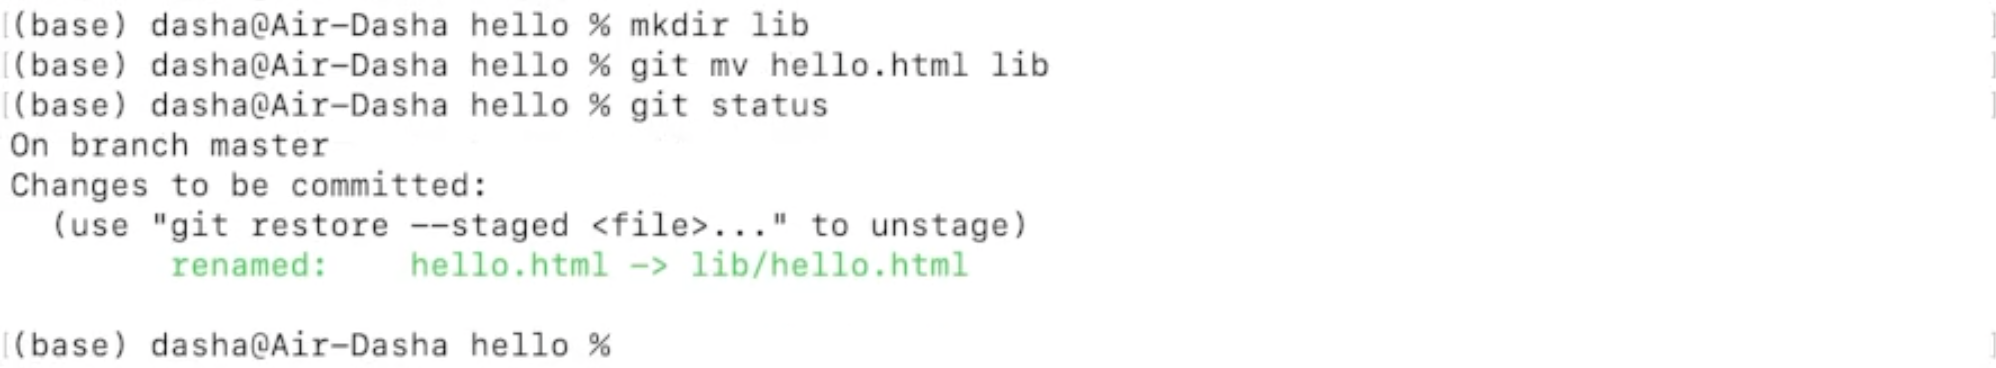 [(base) dasha@Air-Dasha hello % mkdir lib ]
[(base) dasha@Air-Dasha hello % git mv hello.html lib ]
[(base) dasha@Air-Dasha hello % git status ]
On branch master
Changes to be committed:
  (use "git restore --staged <file>..." to unstage)
        renamed:    hello.html -> lib/hello.html

[(base) dasha@Air-Dasha hello % ]